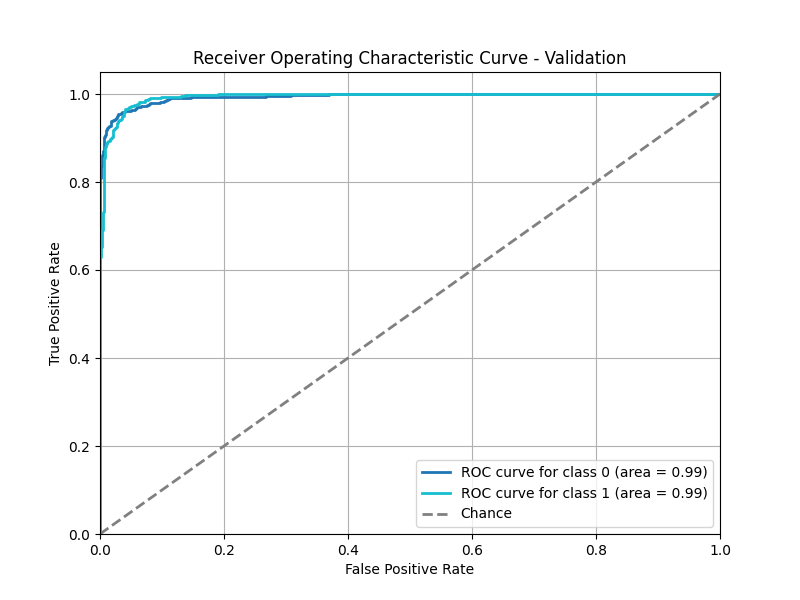 Receiver Operating Characteristic Curve - Validation
True Positive Rate
1.0
0.8
0.6
0.4
0.2
0.0
ROC curve for class 0 (area = 0.99)
ROC curve for class 1 (area = 0.99)
Chance
0.0 0.2 0.4 0.6 0.8 1.0
False Positive Rate